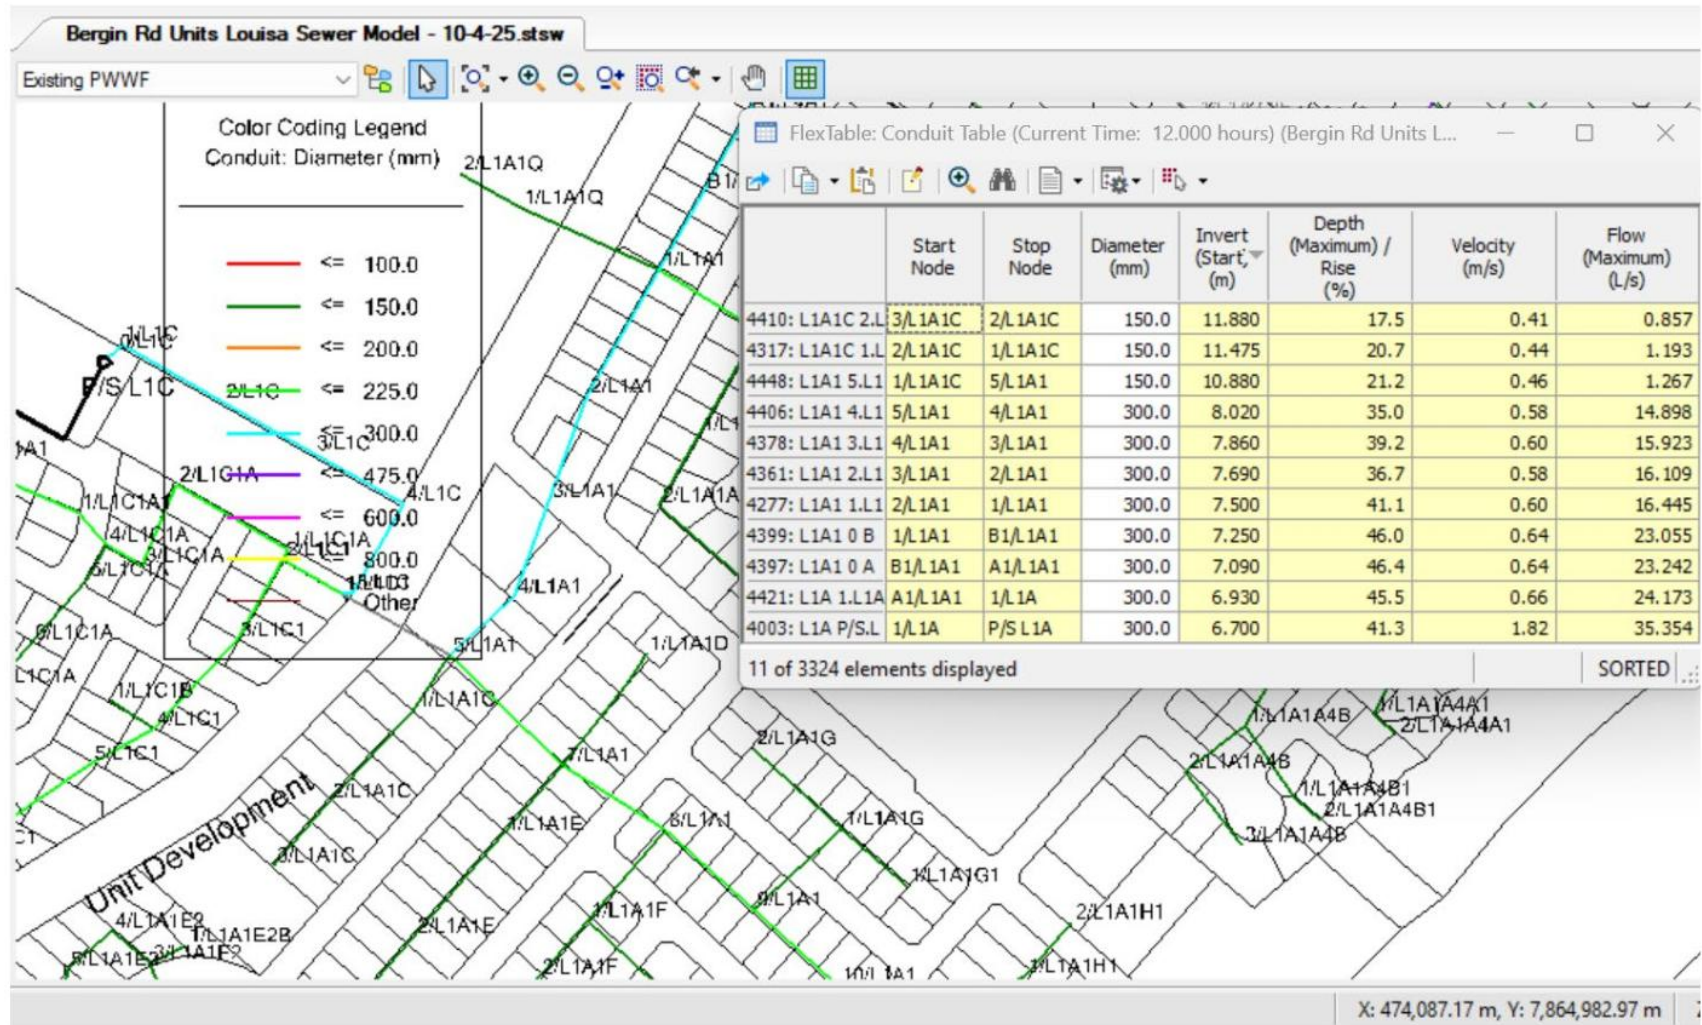 Bergin Rd Units Louisa Sewer Model - 10-4-25.stsw
Existing PWWF
Color Coding Legend
Conduit: Diameter (mm)
<= 100.0
<= 150.0
<= 200.0
<= 225.0
<= 300.0
<= 475.0
<= 600.0
<= 800.0
Other
FlexTable: Conduit Table (Current Time: 12.000 hours) (Bergin Rd Units L...
Start Node Stop Node Diameter (mm) Invert (Start) (m) Depth (Maximum) / Rise (%) Velocity (m/s) Flow (Maximum) (L/s)
4410: L1A1C 2.L 3/L1A1C 2/L1A1C 150.0 11.880 17.5 0.41 0.857
4317: L1A1C 1.L 2/L1A1C 1/L1A1C 150.0 11.475 20.7 0.44 1.193
4448: L1A1 5.L1 1/L1A1C 5/L1A1 150.0 10.880 21.2 0.46 1.267
4406: L1A1 4.L1 5/L1A1 4/L1A1 300.0 8.020 35.0 0.58 14.898
4378: L1A1 3.L1 4/L1A1 3/L1A1 300.0 7.860 39.2 0.60 15.923
4361: L1A1 2.L1 3/L1A1 2/L1A1 300.0 7.690 36.7 0.58 16.109
4277: L1A1 1.L1 2/L1A1 1/L1A1 300.0 7.500 41.1 0.60 16.445
4399: L1A1 0 B 1/L1A1 B1/L1A1 300.0 7.250 46.0 0.64 23.055
4397: L1A1 0 A B1/L1A1 A1/L1A1 300.0 7.090 46.4 0.64 23.242
4421: L1A 1.L1A A1/L1A1 1/L1A 300.0 6.930 45.5 0.66 24.173
4003: L1A P/S.L 1/L1A P/S L1A 300.0 6.700 41.3 1.82 35.354
11 of 3324 elements displayed
SORTED
2/L1A1Q
1/L1A1Q
1/L1A1
2/L1A1
3/L1A1
4/L1A1
5/L1A1
P/S L1C
2/L1C
3/L1C
4/L1C
2/L1C1A
1/L1C1A1
4/L1C1A
3/L1C1A
5/L1C1A
1/L1C1A
2/L1C1
3/L1C1
6/L1C1A
L1C1A
1/L1C1B
4/L1C1
5/L1C1
2/L1A1A
1/L1A1D
1/L1A1C
2/L1A1C
3/L1A1C
7/L1A1
1/L1A1E
2/L1A1E
8/L1A1
2/L1A1G
1/L1A1G
1/L1A1G1
9/L1A1
10/L1A1
1/L1A1F
2/L1A1F
2/L1A1H1
1/L1A1H1
Unit Development
4/L1A1E2
1/L1A1E2B
1/L1A1A4B
2/L1A1A4B
3/L1A1A4B
1/L1A1A4B1
2/L1A1A4B1
1/L1A1A4A1
2/L1A1A4A1
X: 474,087.17 m, Y: 7,864,982.97 m